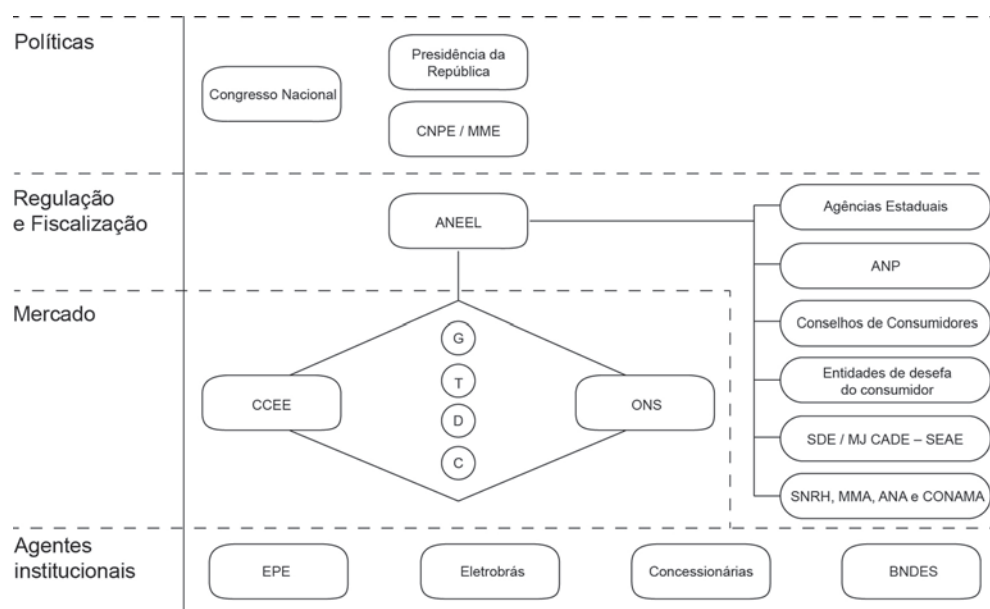 Políticas
Congresso Nacional
Presidência da
República
CNPE / MME
Regulação
e Fiscalização
ANEEL
Agências Estaduais
ANP
Conselhos de Consumidores
Entidades de desefa
do consumidor
SDE / MJ CADE – SEAE
SNRH, MMA, ANA e CONAMA
Mercado
G
T
D
C
CCEE
ONS
Agentes
institucionais
EPE
Eletrobrás
Concessionárias
BNDES